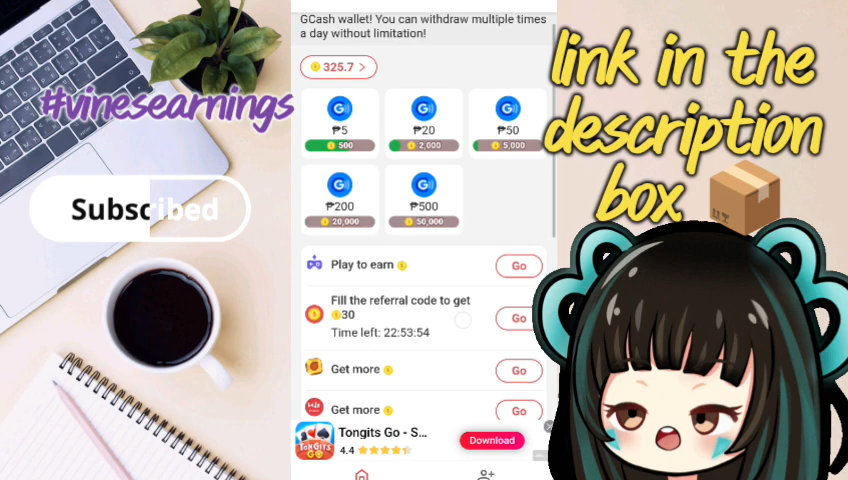 GCash wallet! You can withdraw multiple times
a day without limitation!
#vinesearnings
Subscribed
325.7 >
₱5
₱20
₱50
500
2,000
5,000
₱200
₱500
20,000
50,000
Play to earn
Go
Fill the referral code to get
30
Time left: 22:53:54
Go
Get more
Go
Get more
Go
TONGITS
GO
Tongits Go - S...
4.4
Download
link in the
description
box